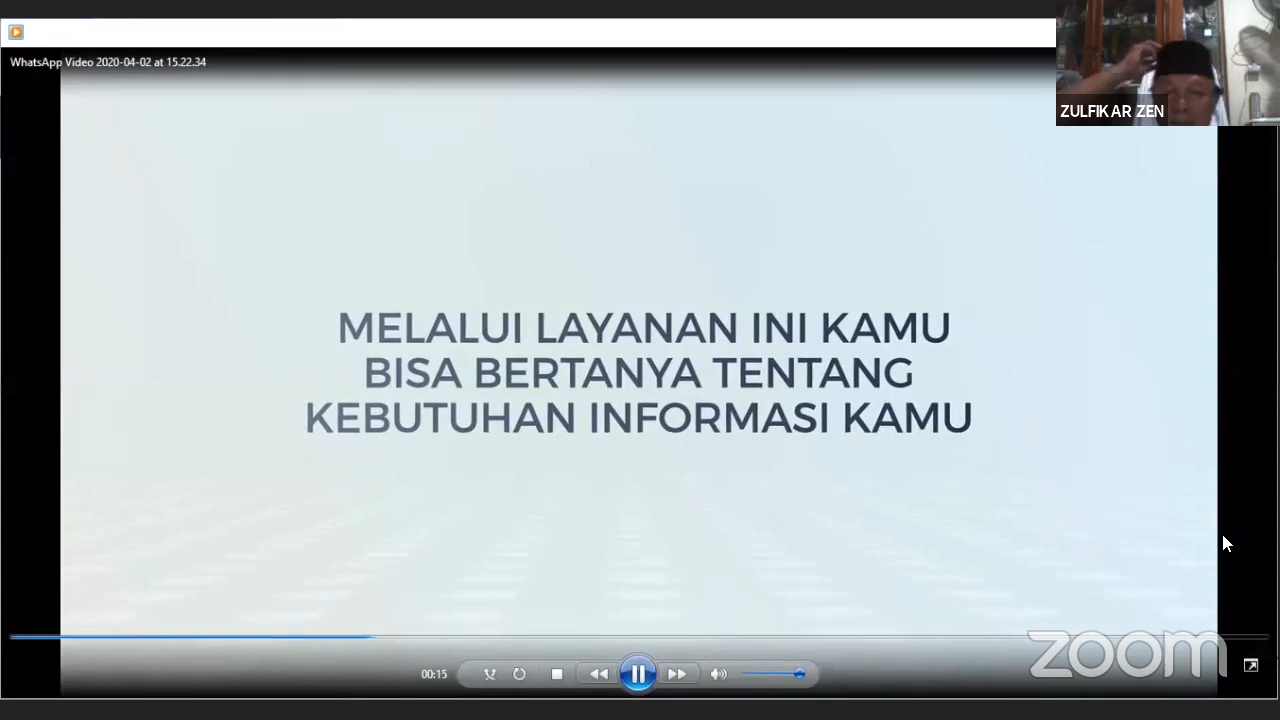 WhatsApp Video 2020-04-02 at 15.22.34
ZULFIKAR ZEN
MELALUI LAYANAN INI KAMU
BISA BERTANYA TENTANG
KEBUTUHAN INFORMASI KAMU
00:15
zoom